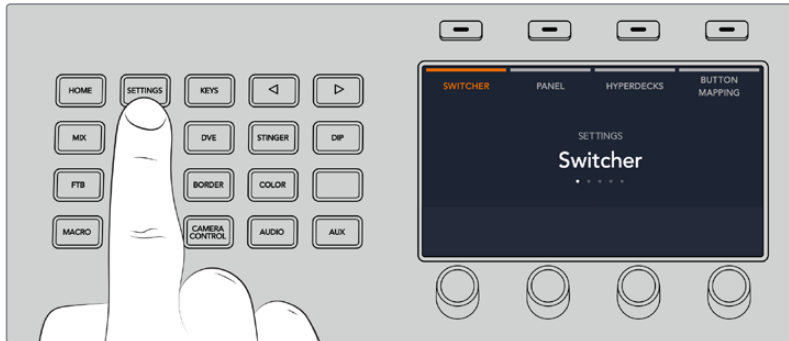 HOME
SETTINGS
KEYS
MIX
DVE
STINGER
DIP
FTB
BORDER
COLOR
MACRO
CAMERA
CONTROL
AUDIO
AUX
SWITCHER
PANEL
HYPERDECKS
BUTTON
MAPPING
SETTINGS
Switcher